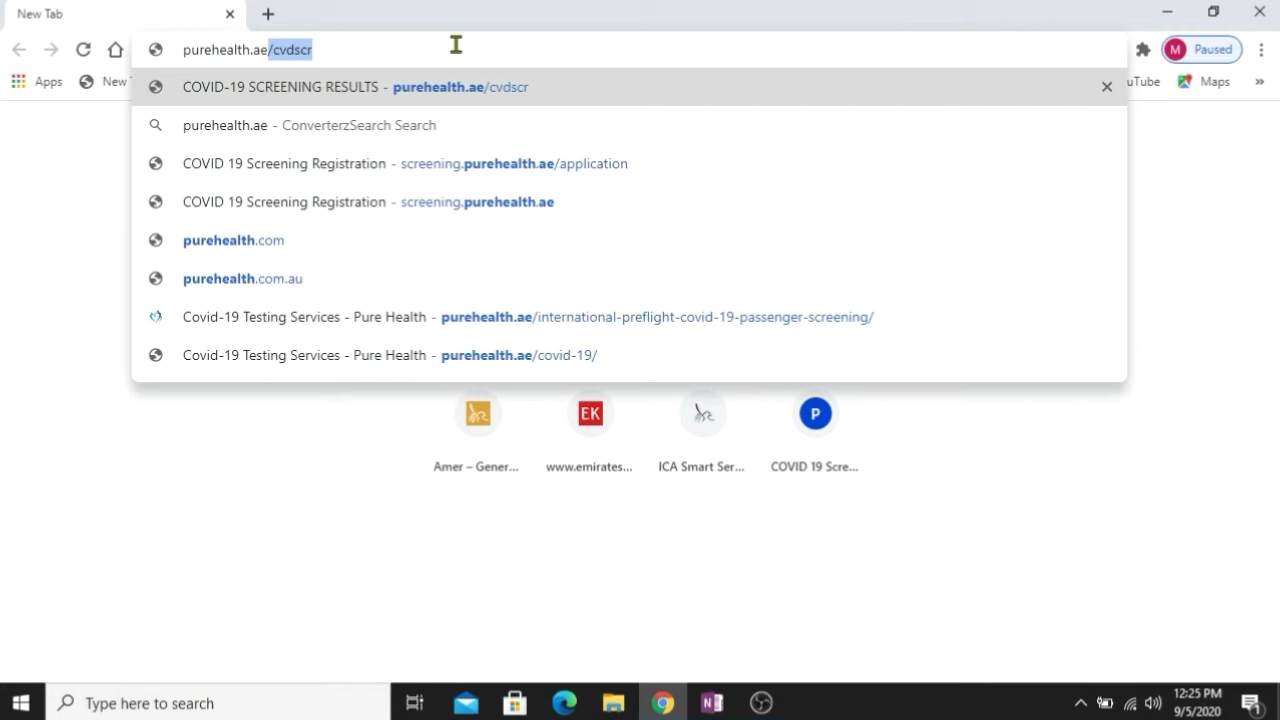 New Tab
purehealth.ae/cvdscr
M Paused
Apps
New
uTube
Maps
»
COVID-19 SCREENING RESULTS - purehealth.ae/cvdscr
purehealth.ae - ConverterzSearch Search
COVID 19 Screening Registration - screening.purehealth.ae/application
COVID 19 Screening Registration - screening.purehealth.ae
purehealth.com
purehealth.com.au
Covid-19 Testing Services - Pure Health - purehealth.ae/international-preflight-covid-19-passenger-screening/
Covid-19 Testing Services - Pure Health - purehealth.ae/covid-19/
EK
P
Amer – Gener...
www.emirates...
ICA Smart Ser...
COVID 19 Scre...
Type here to search
12:25 PM
9/5/2020
1